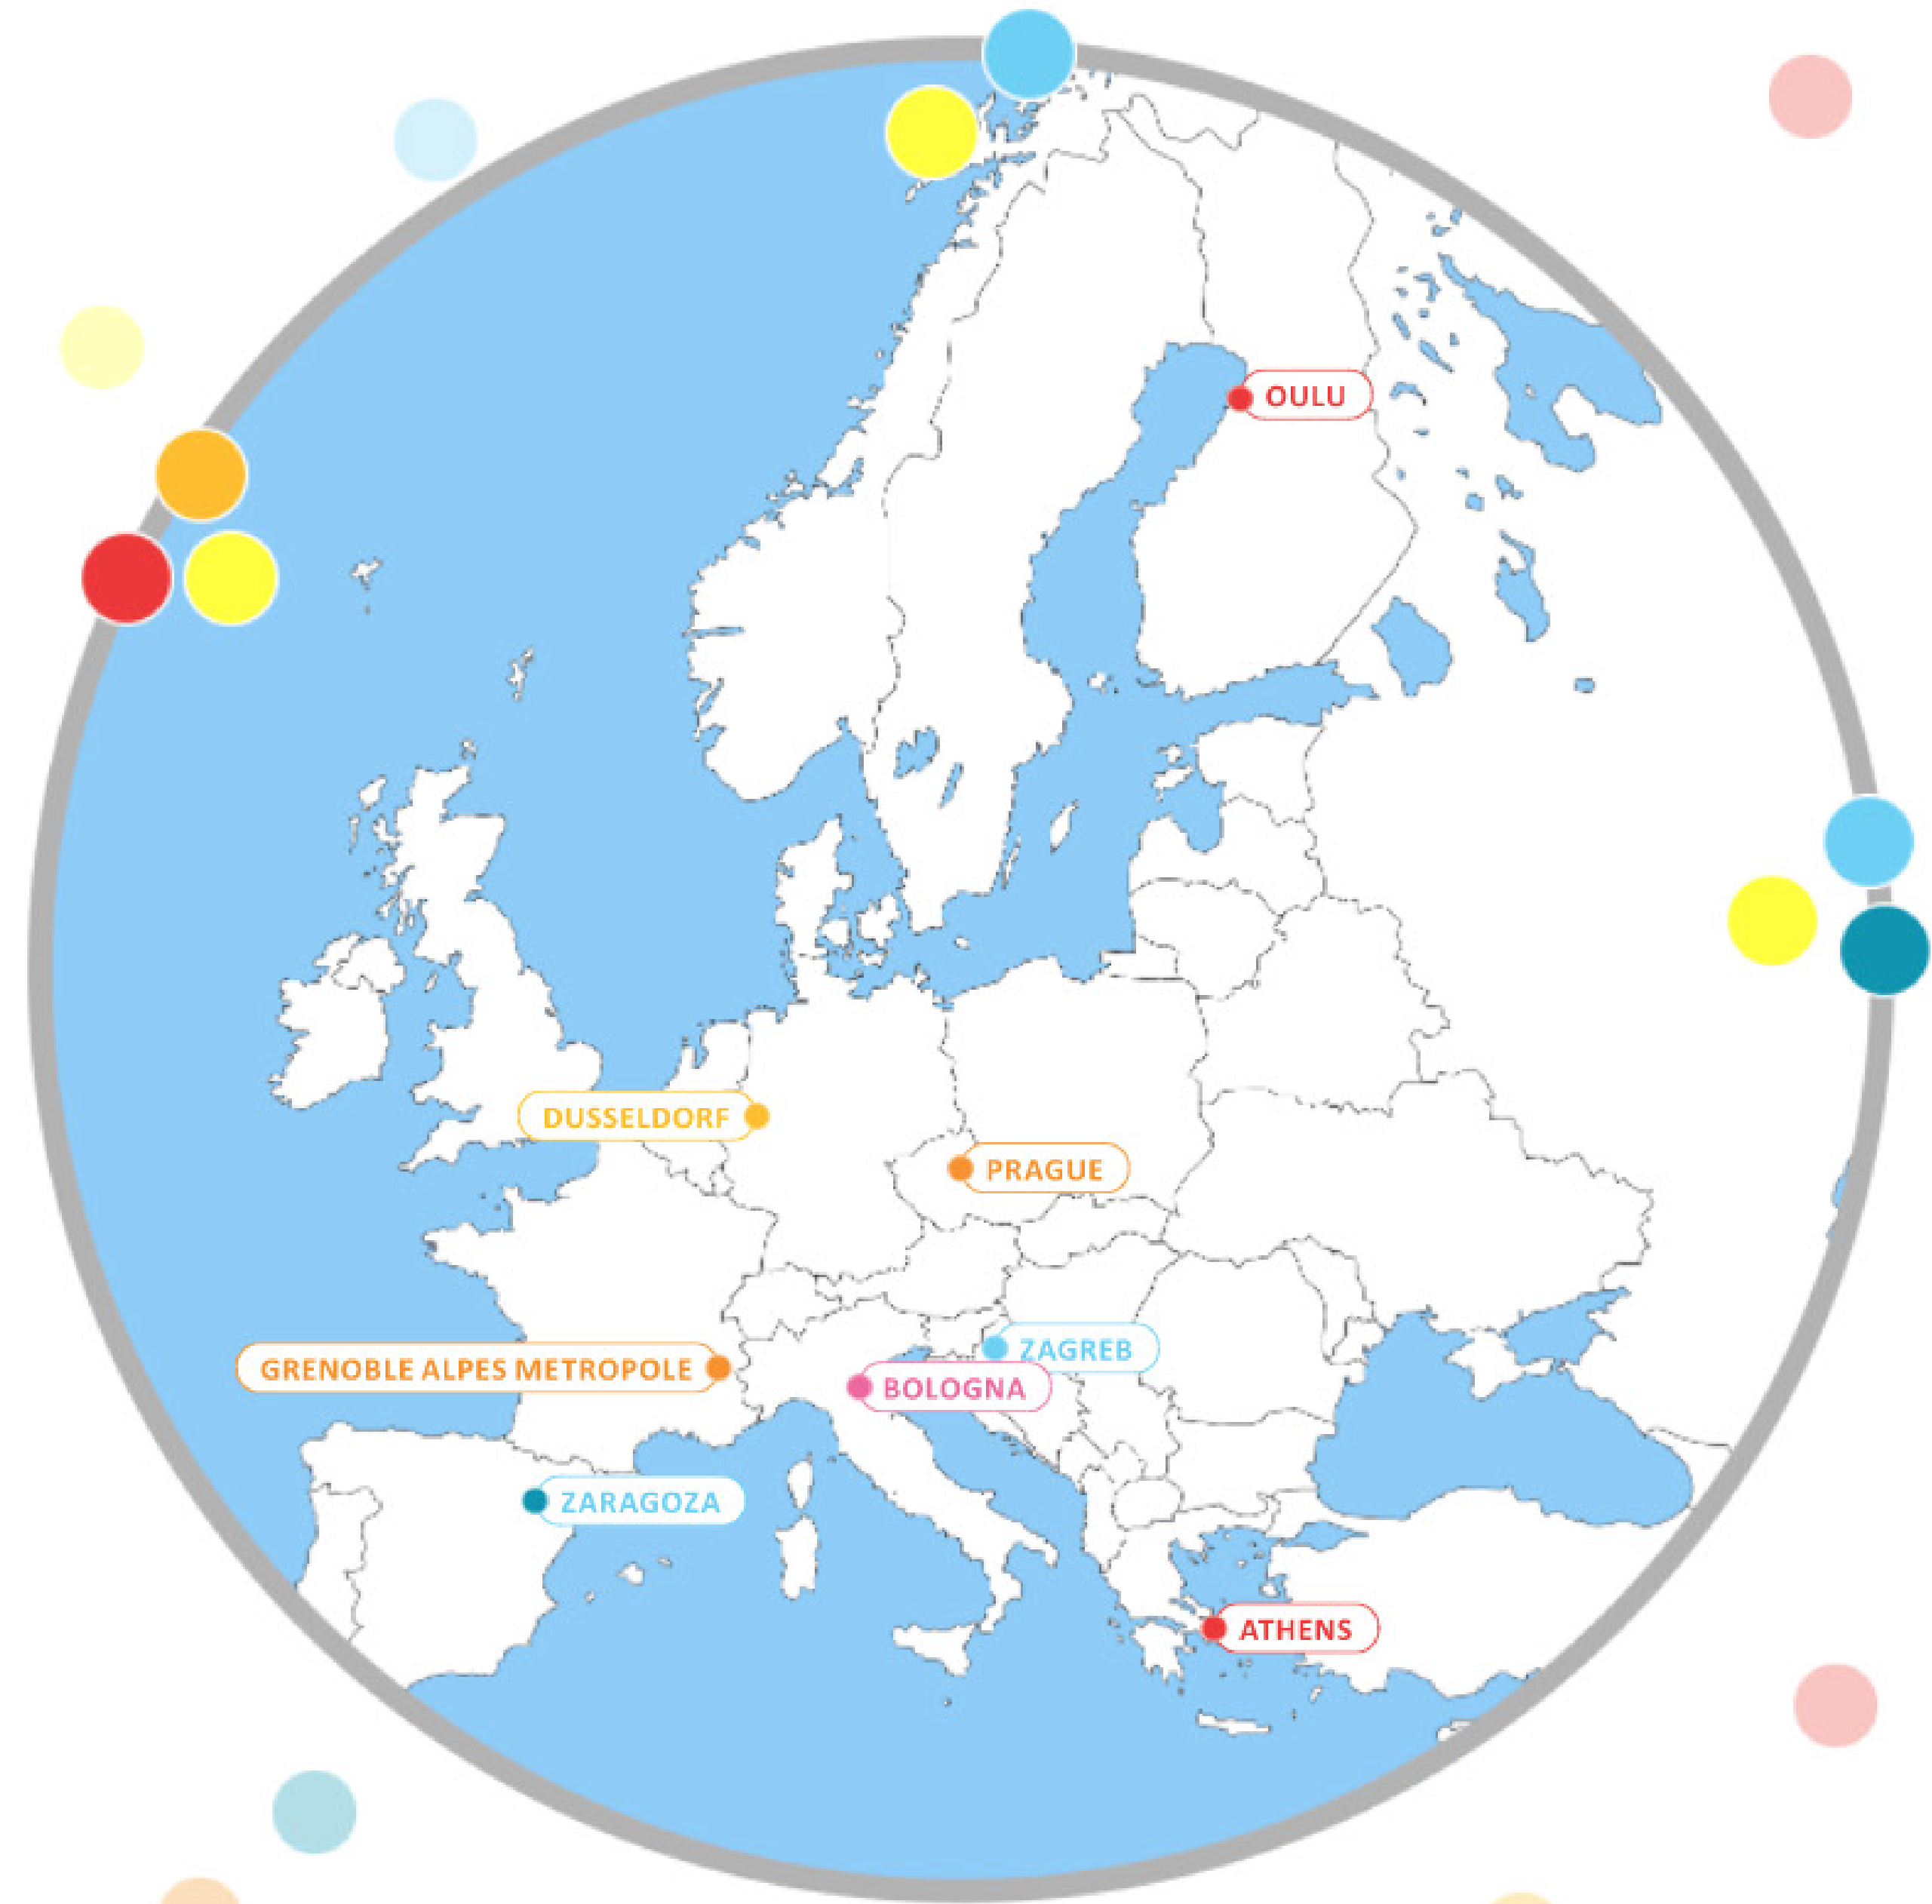 OULU
DUSSELDORF
PRAGUE
ZAGREB
GRENOBLE ALPES METROPOLE
BOLOGNA
ZARAGOZA
ATHENS